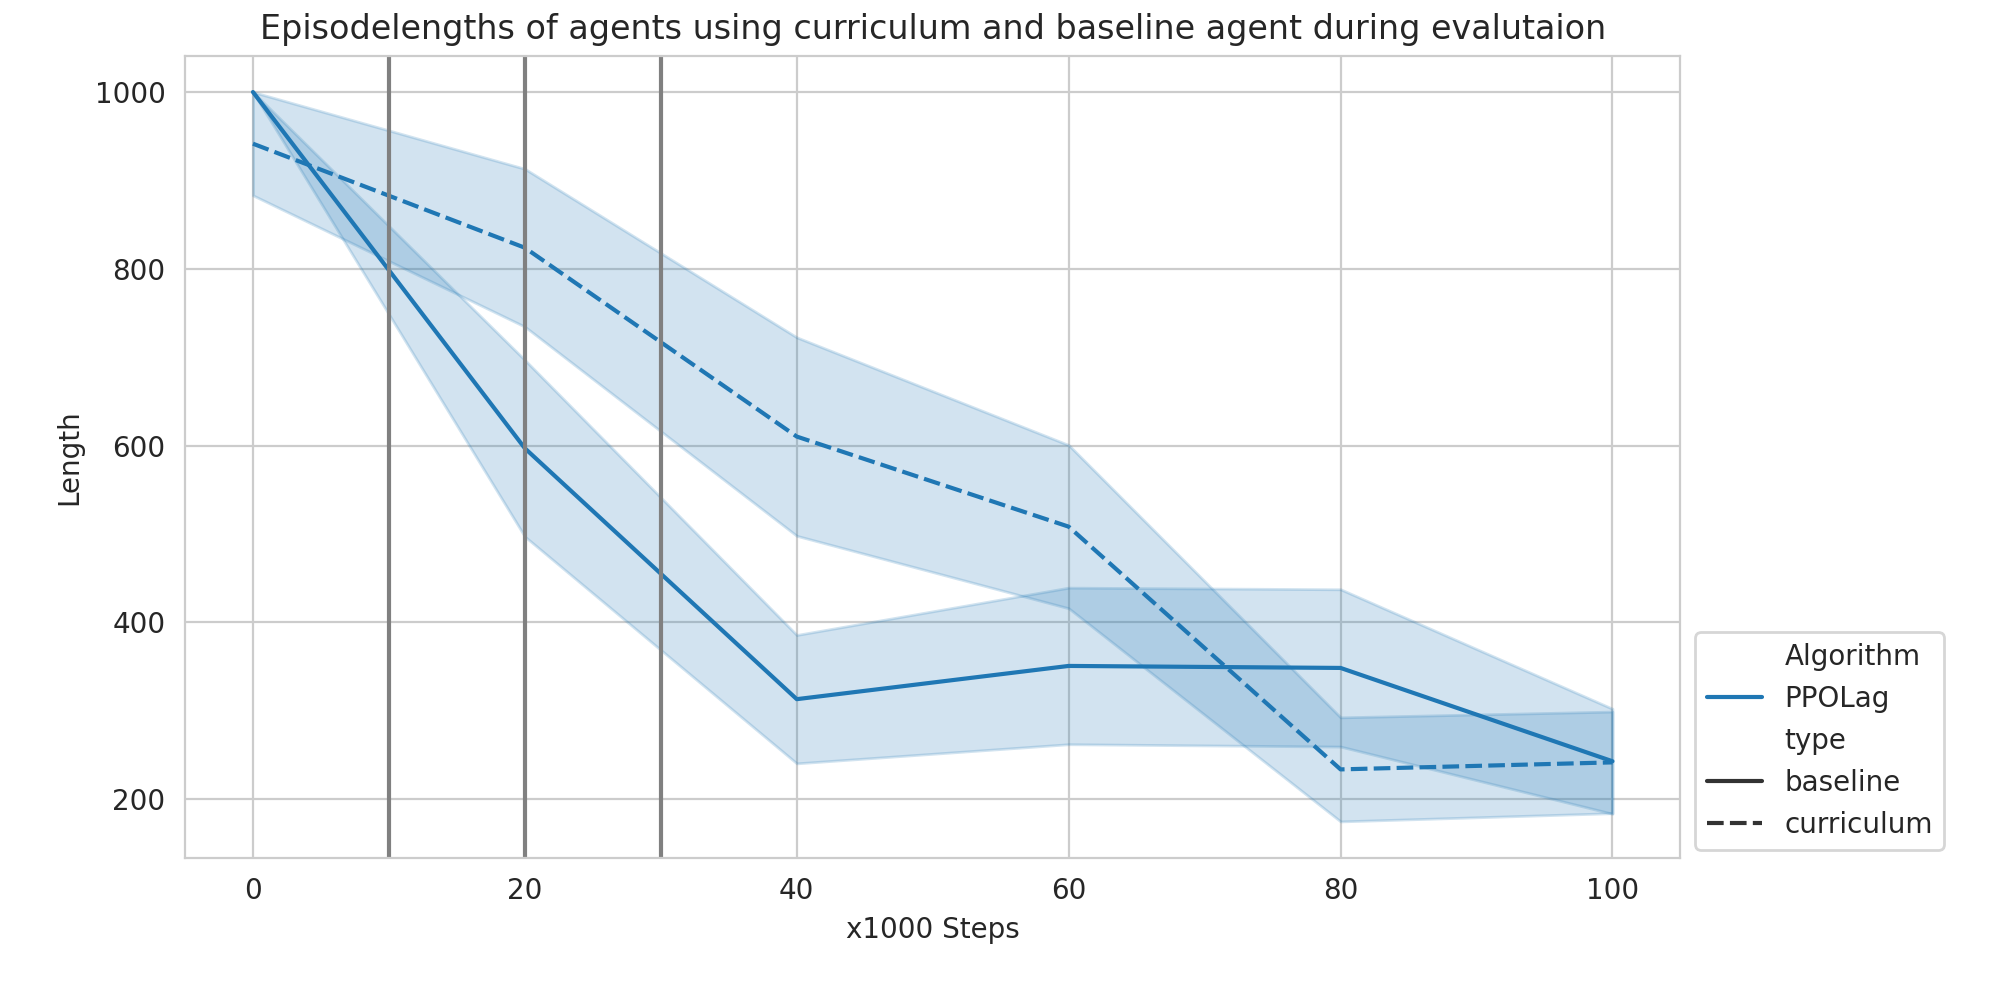 Episodelengths of agents using curriculum and baseline agent during evalutaion
1000
800
600
400
200
Length
0 20 40 60 80 100
x1000 Steps
Algorithm
PPOLag
type
baseline
curriculum